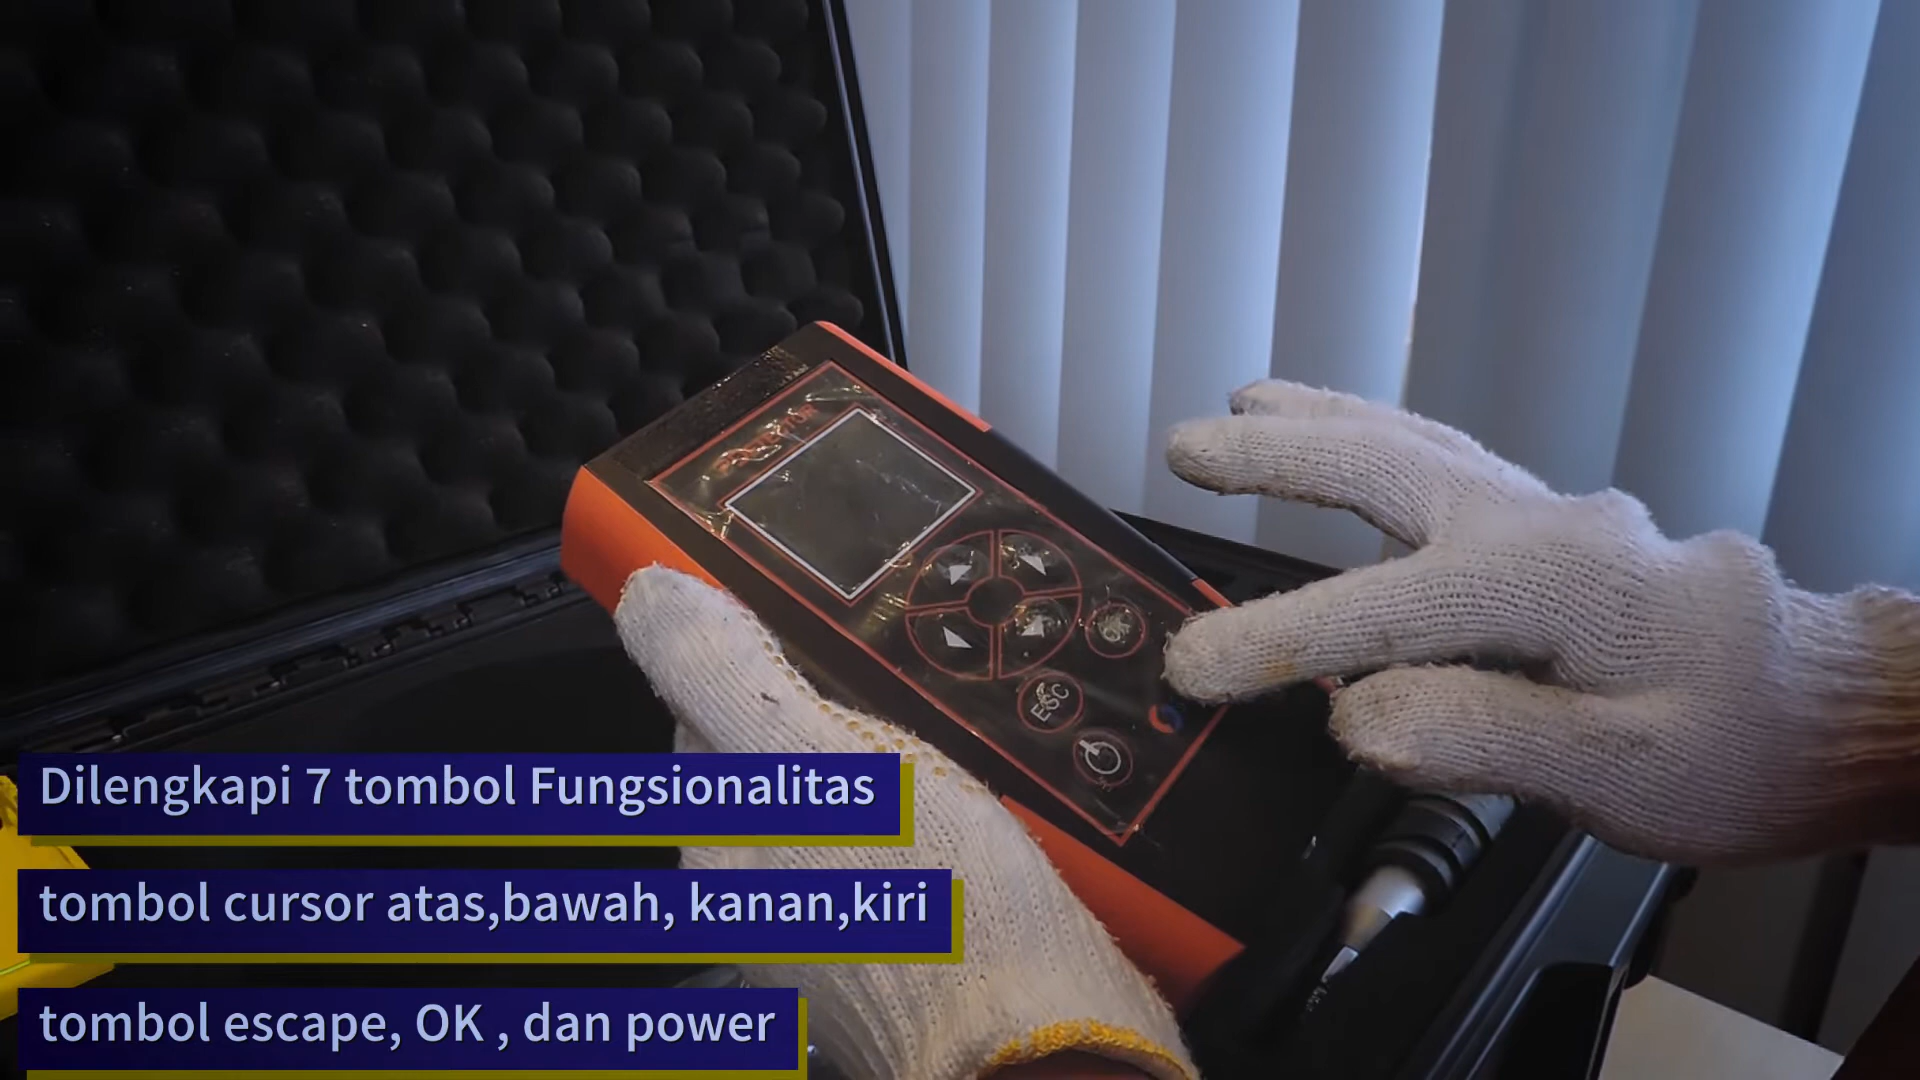 OK
ESC
Dilengkapi 7 tombol Fungsionalitas
tombol cursor atas,bawah, kanan,kiri
tombol escape, OK , dan power